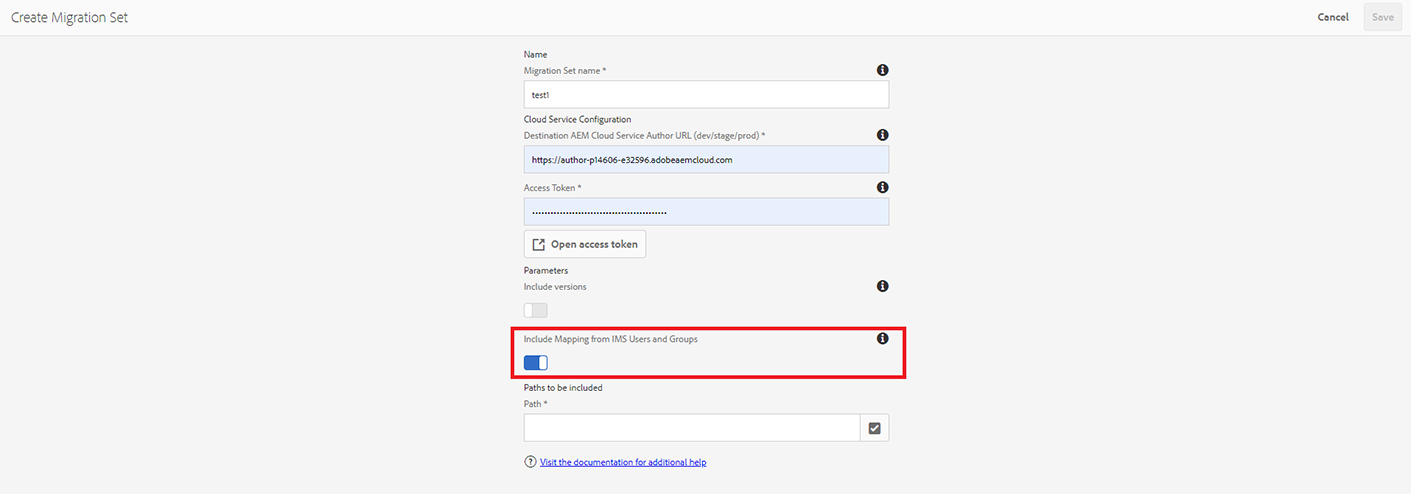 Create Migration Set
Cancel
Save
Name
Migration Set name *
test1
Cloud Service Configuration
Destination AEM Cloud Service Author URL (dev/stage/prod) *
https://author-p14606-e32596.adobeaemcloud.com
Access Token *
Open access token
Parameters
Include versions
Include Mapping from IMS Users and Groups
Paths to be included
Path *
Visit the documentation for additional help